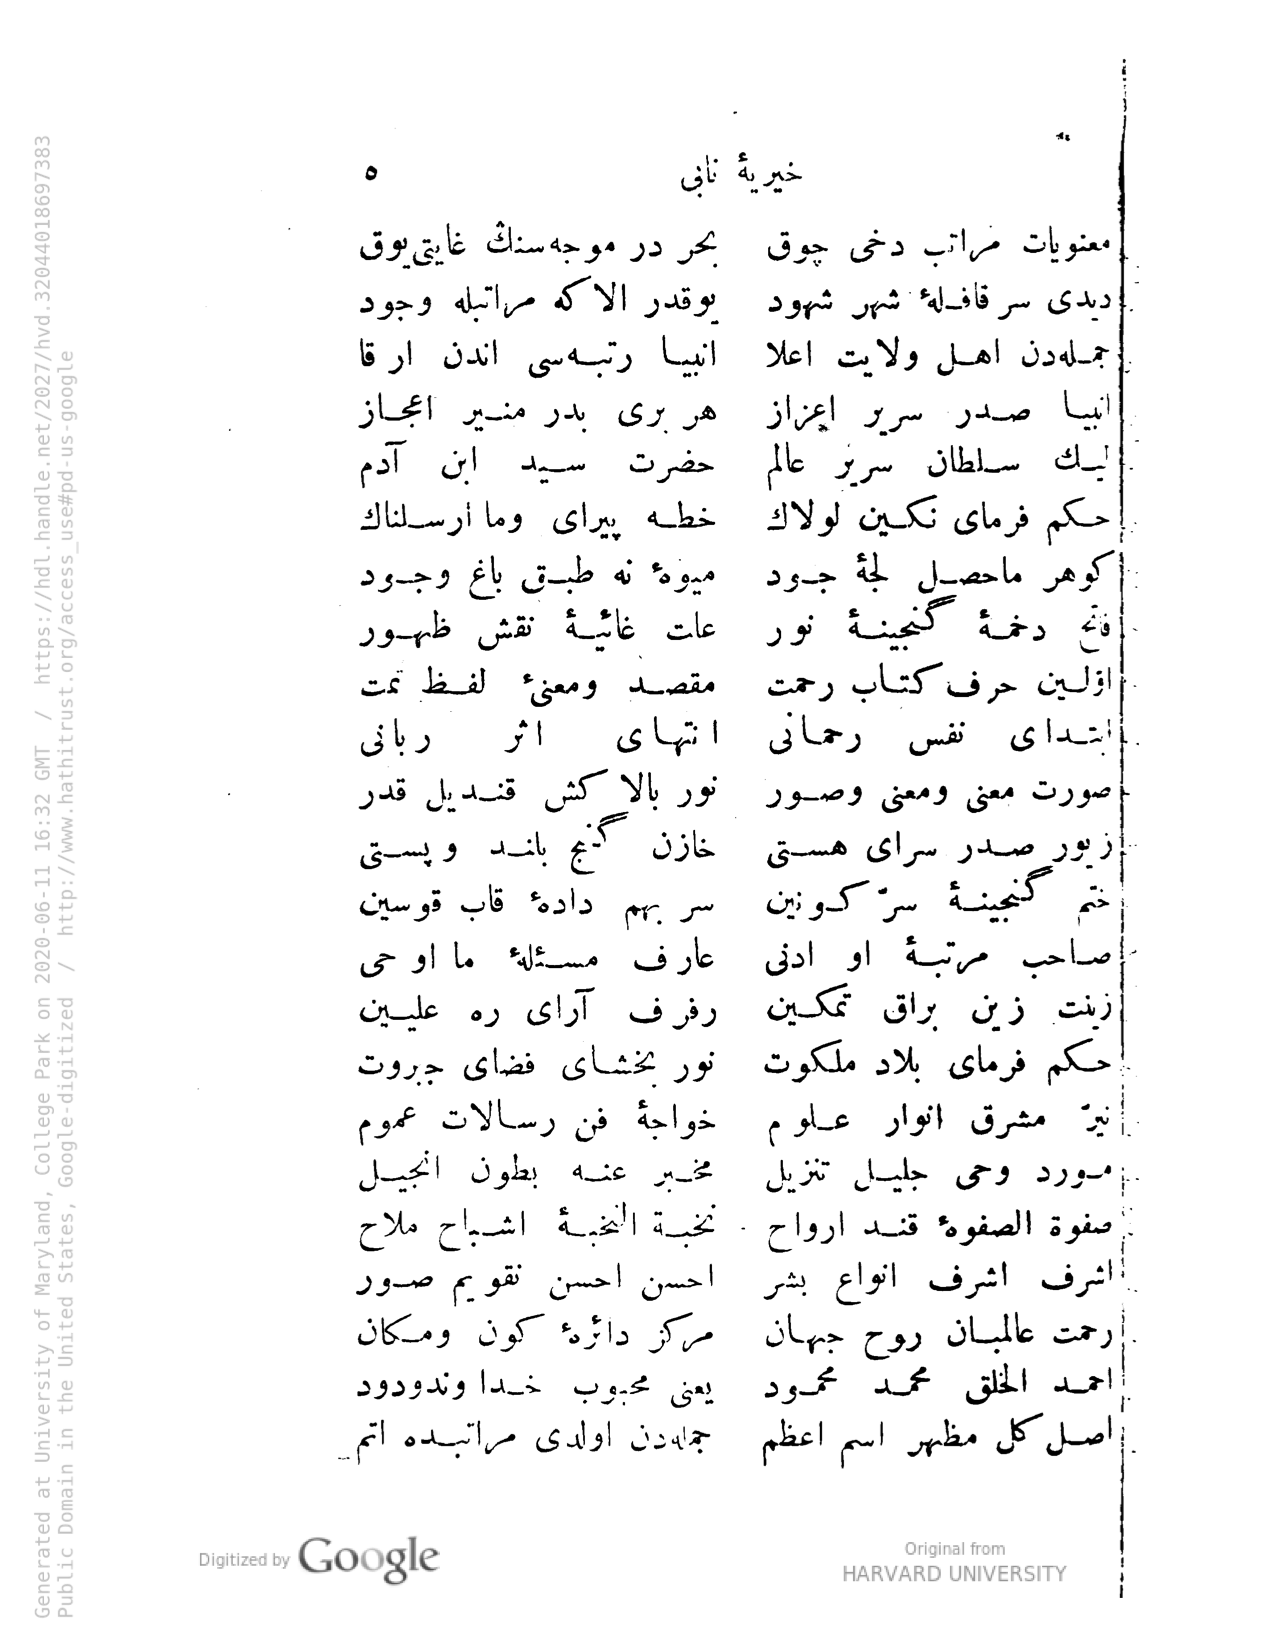 خیریهٔ نابی ٥
معنویات مراتب دخی چوق بحر در موجه‌سنڭ غایتی یوق
دیدی سر قافلهٔ شهر شهود یوقدر الا که مراتبله وجود
جمله‌دن اهل ولایت اعلا انبیا رتبه‌سی اندن ارقا
انبیا صدر سریر اعزاز هر بری بدر منیر اعجاز
لیك سلطان سریر عالم حضرت سید ابن آدم
حکم فرمای نکین لولاك خطه پیرای وما ارسلناك
کوهر ماحصل لجهٔ جود میوهٔ نه طبق باغ وجود
فاتح دخمهٔ گنجینهٔ نور علت غائیهٔ نقش ظهور
اوّلین حرف کتاب رحمت مقصد ومعنیٔ لفظ تمت
ابتدای نفس رحمانی انتهای اثر ربانی
صورت معنی ومعنی وصور نور بالا کش قندیل قدر
زیور صدر سرای هستی خازن گنج بلند و پستی
ختم گنجینهٔ سرّ کونین سر بهم دادهٔ قاب قوسین
صاحب مرتبهٔ او ادنی عارف مسئلهٔ ما اوحی
زینت زین براق تمکین رفرف آرای ره علیین
حکم فرمای بلاد ملکوت نور بخشای فضای جبروت
نیرّ مشرق انوار علوم خواجهٔ فن رسالات عموم
مورد وحی جلیل تنزیل مخبر عنه بطون انجیل
صفوة الصفوهٔ قند ارواح نخبة النخبهٔ اشباح ملاح
اشرف اشرف انواع بشر احسن احسن تقویم صور
رحمت عالمیان روح جهان مرکز دائرهٔ کون ومکان
احمد الخلق محمد محمود یعنی محبوب خداوندودود
اصل کل مظهر اسم اعظم جمله‌دن اولدی مراتبده اتم
Generated at University of Maryland, College Park on 2020-06-11 16:32 GMT / https://hdl.handle.net/2027/hvd.32044018697383
Public Domain in the United States, Google-digitized / http://www.hathitrust.org/access_use#pd-us-google
Digitized by Google
Original from
HARVARD UNIVERSITY